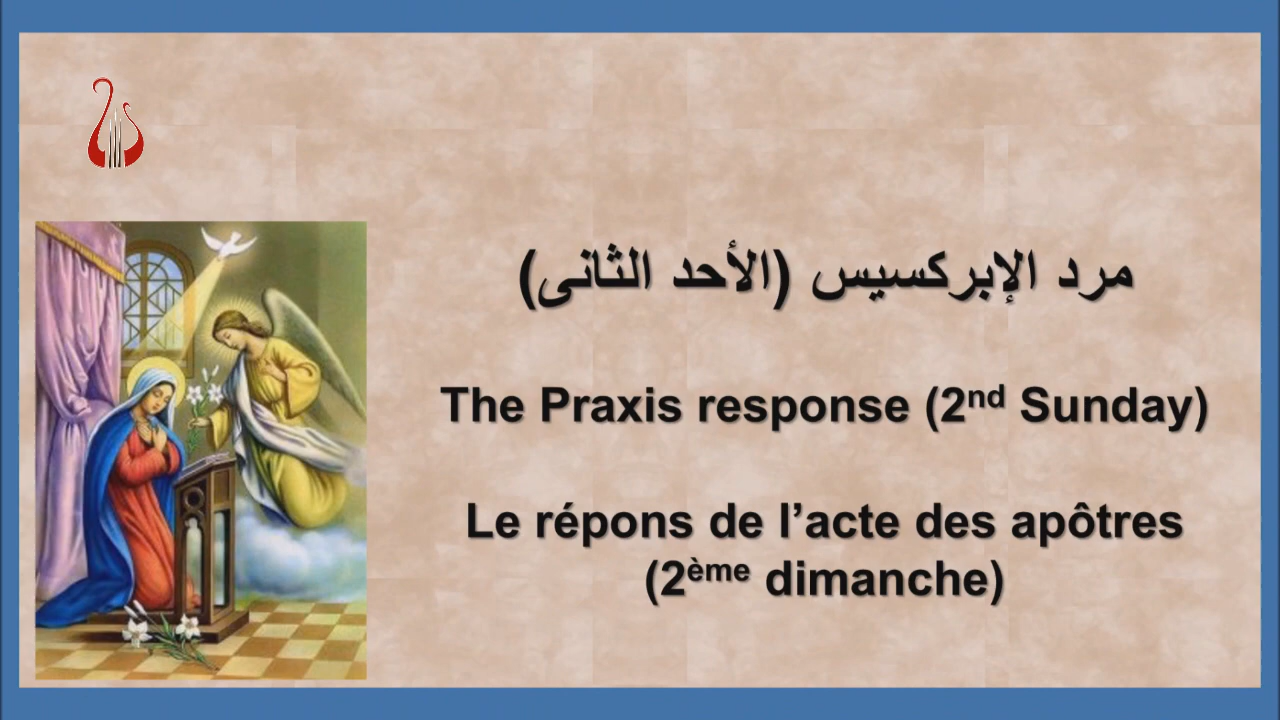 مرد الإبركسيس (الأحد الثانى)
The Praxis response (2nd Sunday)
Le répons de l’acte des apôtres
(2ème dimanche)